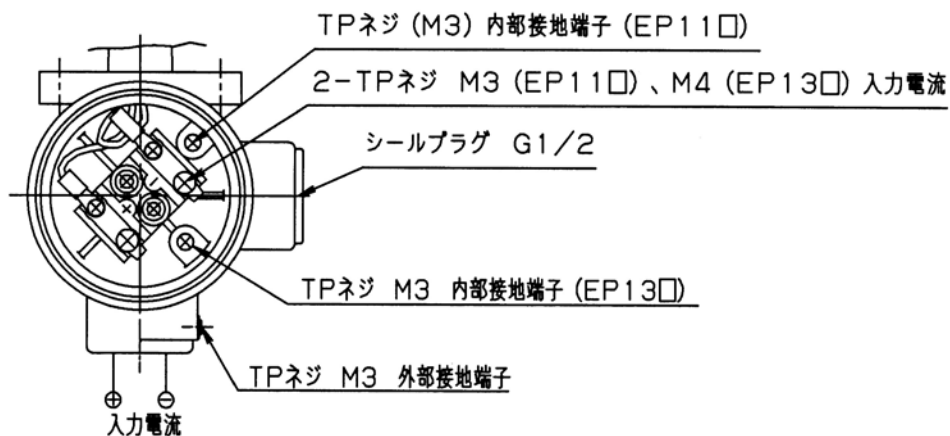 TPネジ (M3) 内部接地端子 (EP11□)
2-TPネジ M3 (EP11□)、M4 (EP13□) 入力電流
シールプラグ G1/2
TPネジ M3 内部接地端子 (EP13□)
TPネジ M3 外部接地端子
⊕ ⊖
入力電流